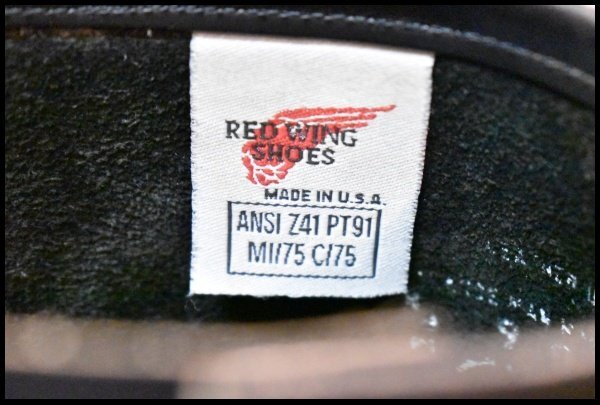 RED WING
SHOES
MADE IN U.S.A.
ANSI Z41 PT91
MI/75 C/75